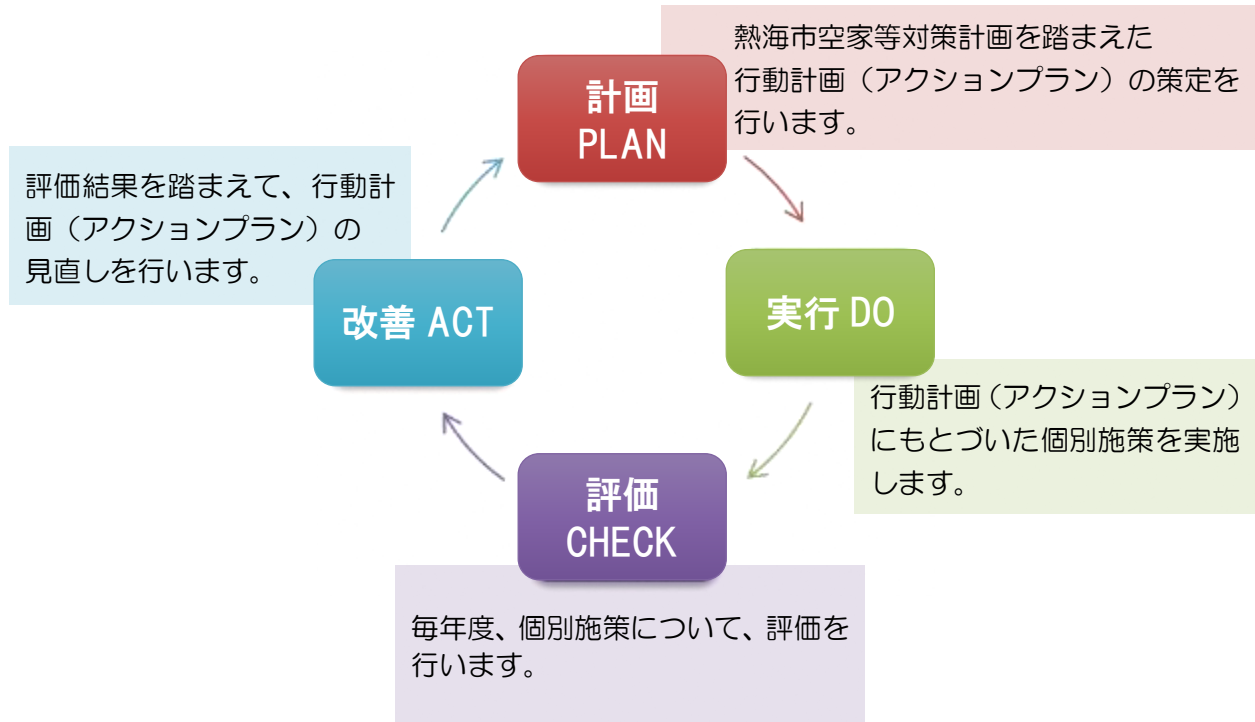 計画
PLAN
熱海市空家等対策計画を踏まえた
行動計画（アクションプラン）の策定を
行います。
実行 DO
行動計画（アクションプラン）
にもとづいた個別施策を実施
します。
評価
CHECK
毎年度、個別施策について、評価を
行います。
改善 ACT
評価結果を踏まえて、行動計
画（アクションプラン）の
見直しを行います。